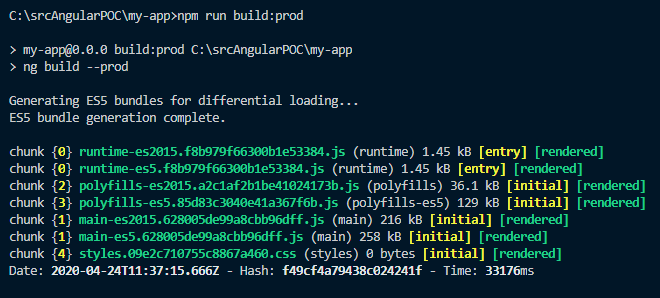 C:\srcAngularPOC\my-app>npm run build:prod
> my-app@0.0.0 build:prod C:\srcAngularPOC\my-app
> ng build --prod
Generating ES5 bundles for differential loading...
ES5 bundle generation complete.
chunk {0} runtime-es2015.f8b979f66300b1e53384.js (runtime) 1.45 kB [entry] [rendered]
chunk {0} runtime-es5.f8b979f66300b1e53384.js (runtime) 1.45 kB [entry] [rendered]
chunk {2} polyfills-es2015.a2c1af2b1be41024173b.js (polyfills) 36.1 kB [initial] [rendered]
chunk {3} polyfills-es5.85d83c3040e41a367f6b.js (polyfills-es5) 129 kB [initial] [rendered]
chunk {1} main-es2015.628005de99a8cbb96dff.js (main) 216 kB [initial] [rendered]
chunk {1} main-es5.628005de99a8cbb96dff.js (main) 258 kB [initial] [rendered]
chunk {4} styles.09e2c710755c8867a460.css (styles) 0 bytes [initial] [rendered]
Date: 2020-04-24T11:37:15.666Z - Hash: f49cf4a79438c024241f - Time: 33176ms